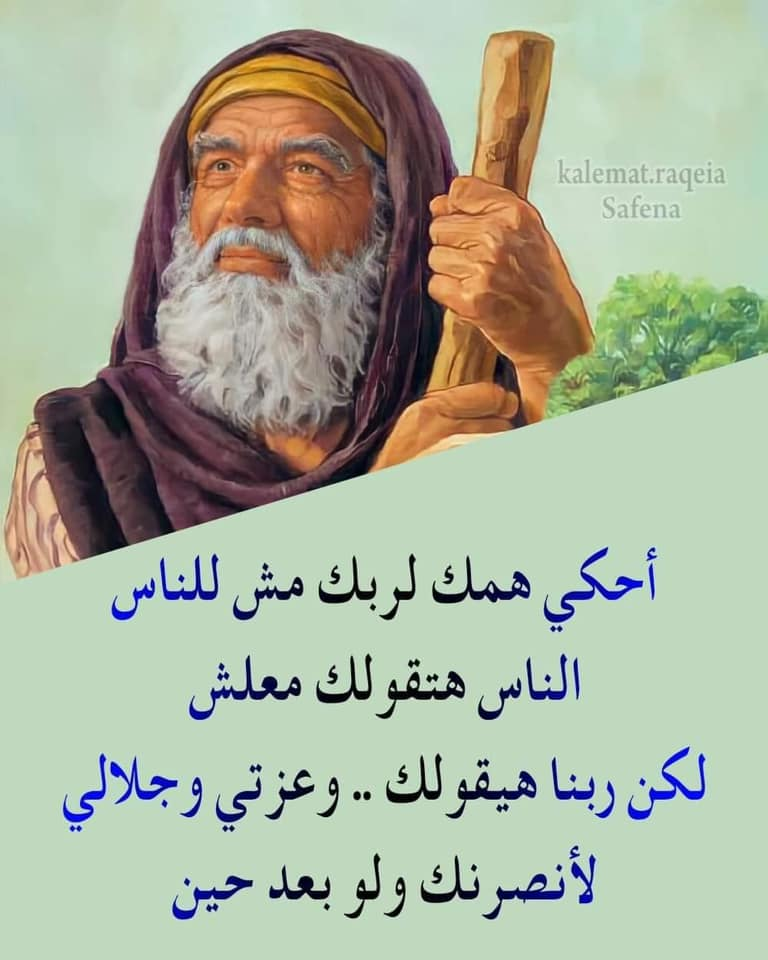 kalemat.raqeia
Safena
أحكي همك لربك مش للناس
الناس هتقولك معلش
لكن ربنا هيقولك .. وعزتي وجلالي
لأنصرنك ولو بعد حين